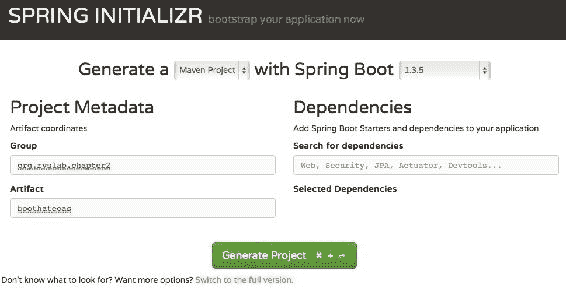 SPRING INITIALIZR bootstrap your application now
Generate a Maven Project with Spring Boot 1.3.5
Project Metadata
Artifact coordinates
Group
org.rvslab.chapter2
Artifact
boothateoas
Dependencies
Add Spring Boot Starters and dependencies to your application
Search for dependencies
Web, Security, JPA, Actuator, Devtools...
Selected Dependencies
Generate Project ⌘ + ⏎
Don't know what to look for? Want more options? Switch to the full version.